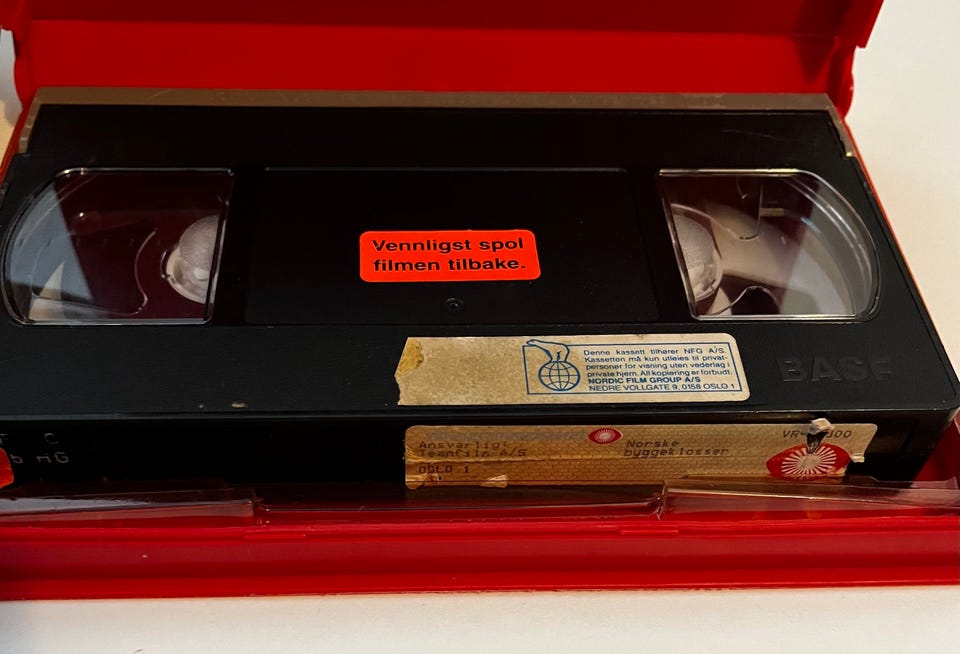 Vennligst spol
filmen tilbake.
Denne kassett tilhører NFG A/S.
Kassetten må kun utleies til privat-
personer for visning uten vederlag i
private hjem. All kopiering er forbudt.
NORDIC FILM GROUP A/S
NEDRE VOLLGATE 9, 0158 OSLO 1
BASF
Ansvarlig:
Teamfilm A/S
OSLO 1
Norske
byggeklosser
HG